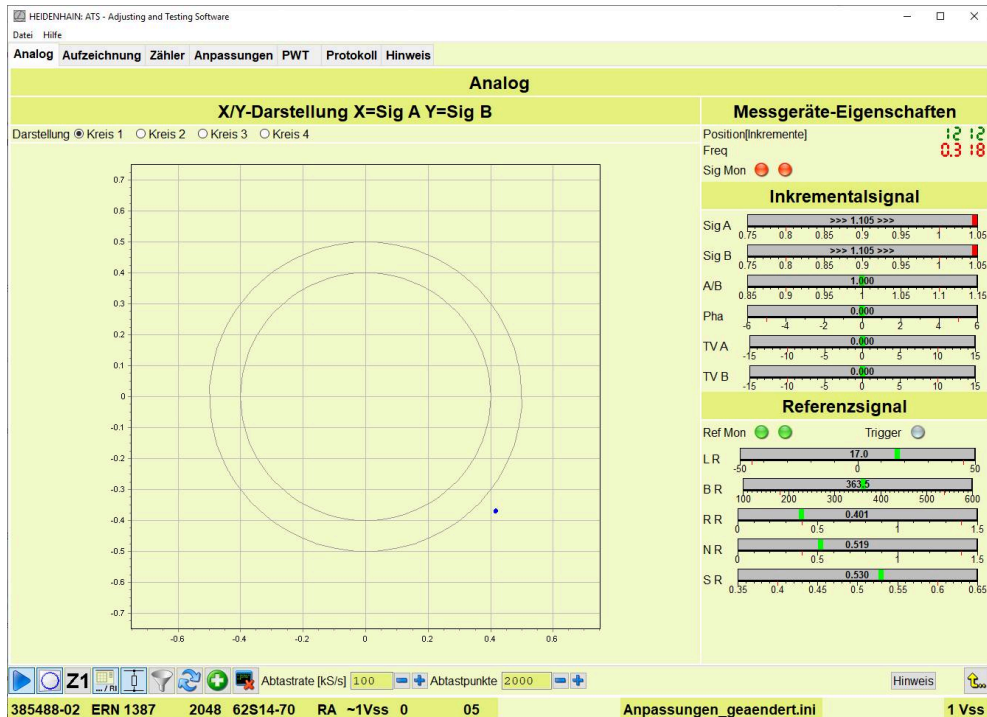 HEIDENHAIN: ATS - Adjusting and Testing Software
Datei Hilfe
Analog Aufzeichnung Zähler Anpassungen PWT Protokoll Hinweis
Analog
X/Y-Darstellung X=Sig A Y=Sig B
Darstellung Kreis 1 Kreis 2 Kreis 3 Kreis 4
0.7
0.6
0.5
0.4
0.3
0.2
0.1
0
-0.1
-0.2
-0.3
-0.4
-0.5
-0.6
-0.7
-0.6 -0.4 -0.2 0 0.2 0.4 0.6
Messgeräte-Eigenschaften
Position[Inkremente] 1212
Freq 0.318
Sig Mon
Inkrementalsignal
Sig A >>> 1.105 >>>
0.75 0.8 0.85 0.9 0.95 1 1.05
Sig B >>> 1.105 >>>
0.75 0.8 0.85 0.9 0.95 1 1.05
A/B 1.000
0.85 0.9 0.95 1 1.05 1.1 1.15
Pha 0.000
-6 -4 -2 0 2 4 6
TV A 0.000
-15 -10 -5 0 5 10 15
TV B 0.000
-15 -10 -5 0 5 10 15
Referenzsignal
Ref Mon Trigger
L R 17.0
-50 0 50
B R 363.5
100 200 300 400 500 600
R R 0.401
0 0.5 1 1.5
N R 0.519
0 0.5 1 1.5
S R 0.530
0.35 0.4 0.45 0.5 0.55 0.6 0.65
Z1 ... / RI Abtastrate [kS/s] 100 Abtastpunkte 2000 Hinweis
385488-02 ERN 1387 2048 62S14-70 RA ~1Vss 0 05 Anpassungen_geaendert.ini 1 Vss